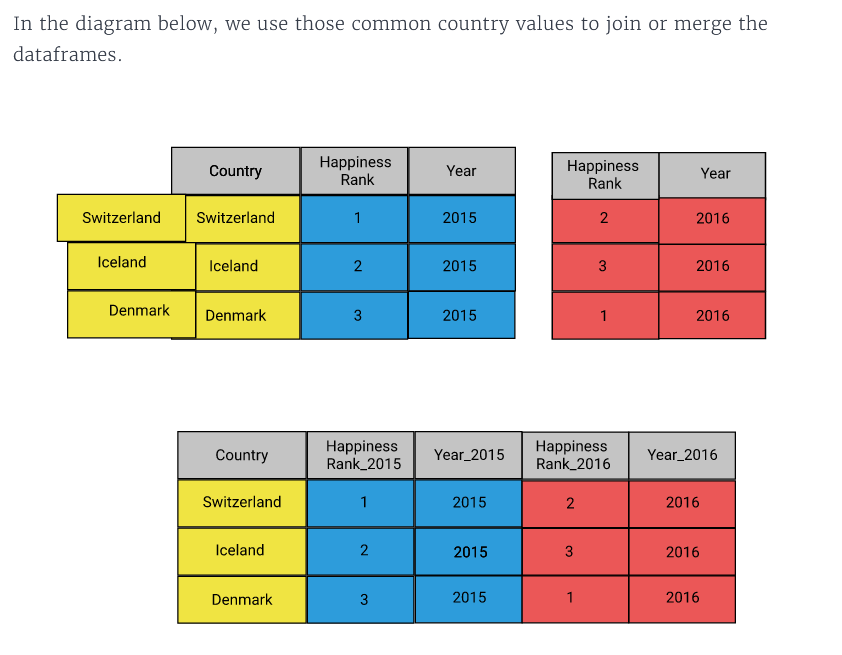 In the diagram below, we use those common country values to join or merge the
dataframes.
Country Happiness Rank Year
Switzerland Switzerland 1 2015
Iceland Iceland 2 2015
Denmark Denmark 3 2015
Happiness Rank Year
2 2016
3 2016
1 2016
Country Happiness Rank_2015 Year_2015 Happiness Rank_2016 Year_2016
Switzerland 1 2015 2 2016
Iceland 2 2015 3 2016
Denmark 3 2015 1 2016